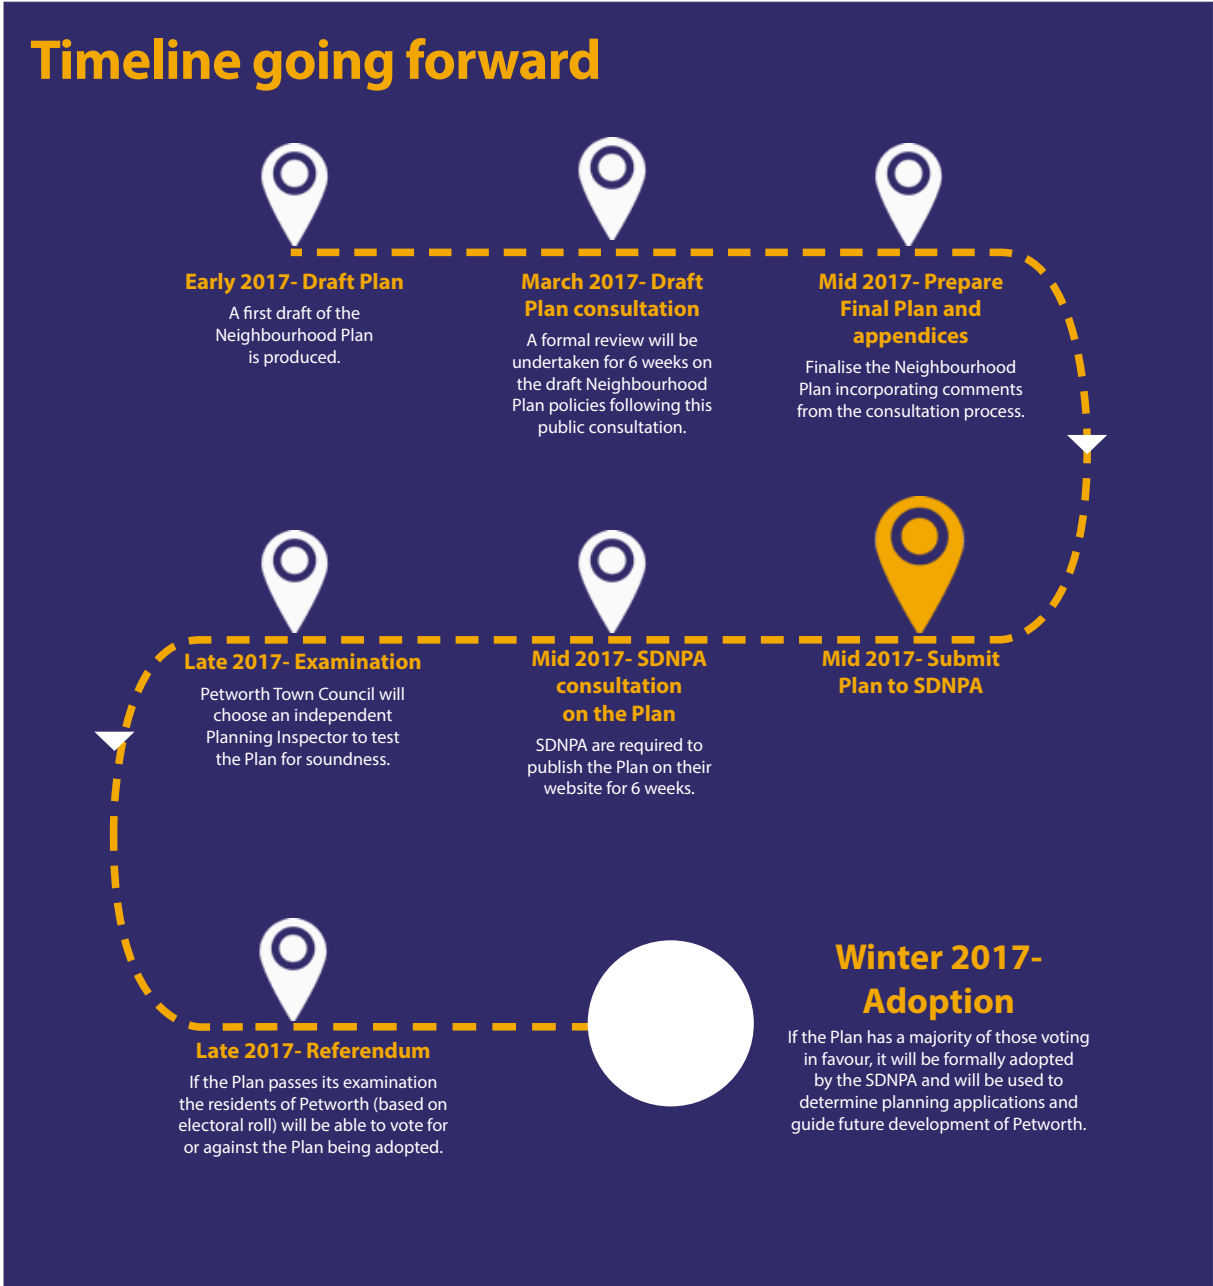 Timeline going forward
Early 2017- Draft Plan
A first draft of the
Neighbourhood Plan
is produced.
March 2017- Draft
Plan consultation
A formal review will be
undertaken for 6 weeks on
the draft Neighbourhood
Plan policies following this
public consultation.
Mid 2017- Prepare
Final Plan and
appendices
Finalise the Neighbourhood
Plan incorporating comments
from the consultation process.
Mid 2017- Submit
Plan to SDNPA
Mid 2017- SDNPA
consultation
on the Plan
SDNPA are required to
publish the Plan on their
website for 6 weeks.
Late 2017- Examination
Petworth Town Council will
choose an independent
Planning Inspector to test
the Plan for soundness.
Late 2017- Referendum
If the Plan passes its examination
the residents of Petworth (based on
electoral roll) will be able to vote for
or against the Plan being adopted.
Winter 2017-
Adoption
If the Plan has a majority of those voting
in favour, it will be formally adopted
by the SDNPA and will be used to
determine planning applications and
guide future development of Petworth.